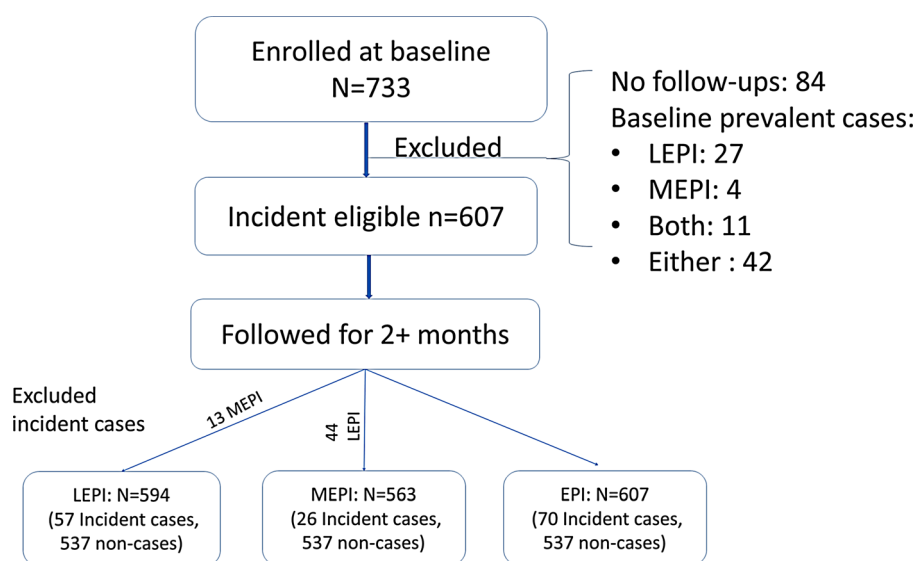 Enrolled at baseline
N=733
Excluded
No follow-ups: 84
Baseline prevalent cases:
• LEPI: 27
• MEPI: 4
• Both: 11
• Either : 42
Incident eligible n=607
Followed for 2+ months
Excluded
incident cases
13 MEPI
44
LEPI
LEPI: N=594
(57 Incident cases,
537 non-cases)
MEPI: N=563
(26 Incident cases,
537 non-cases)
EPI: N=607
(70 Incident cases,
537 non-cases)